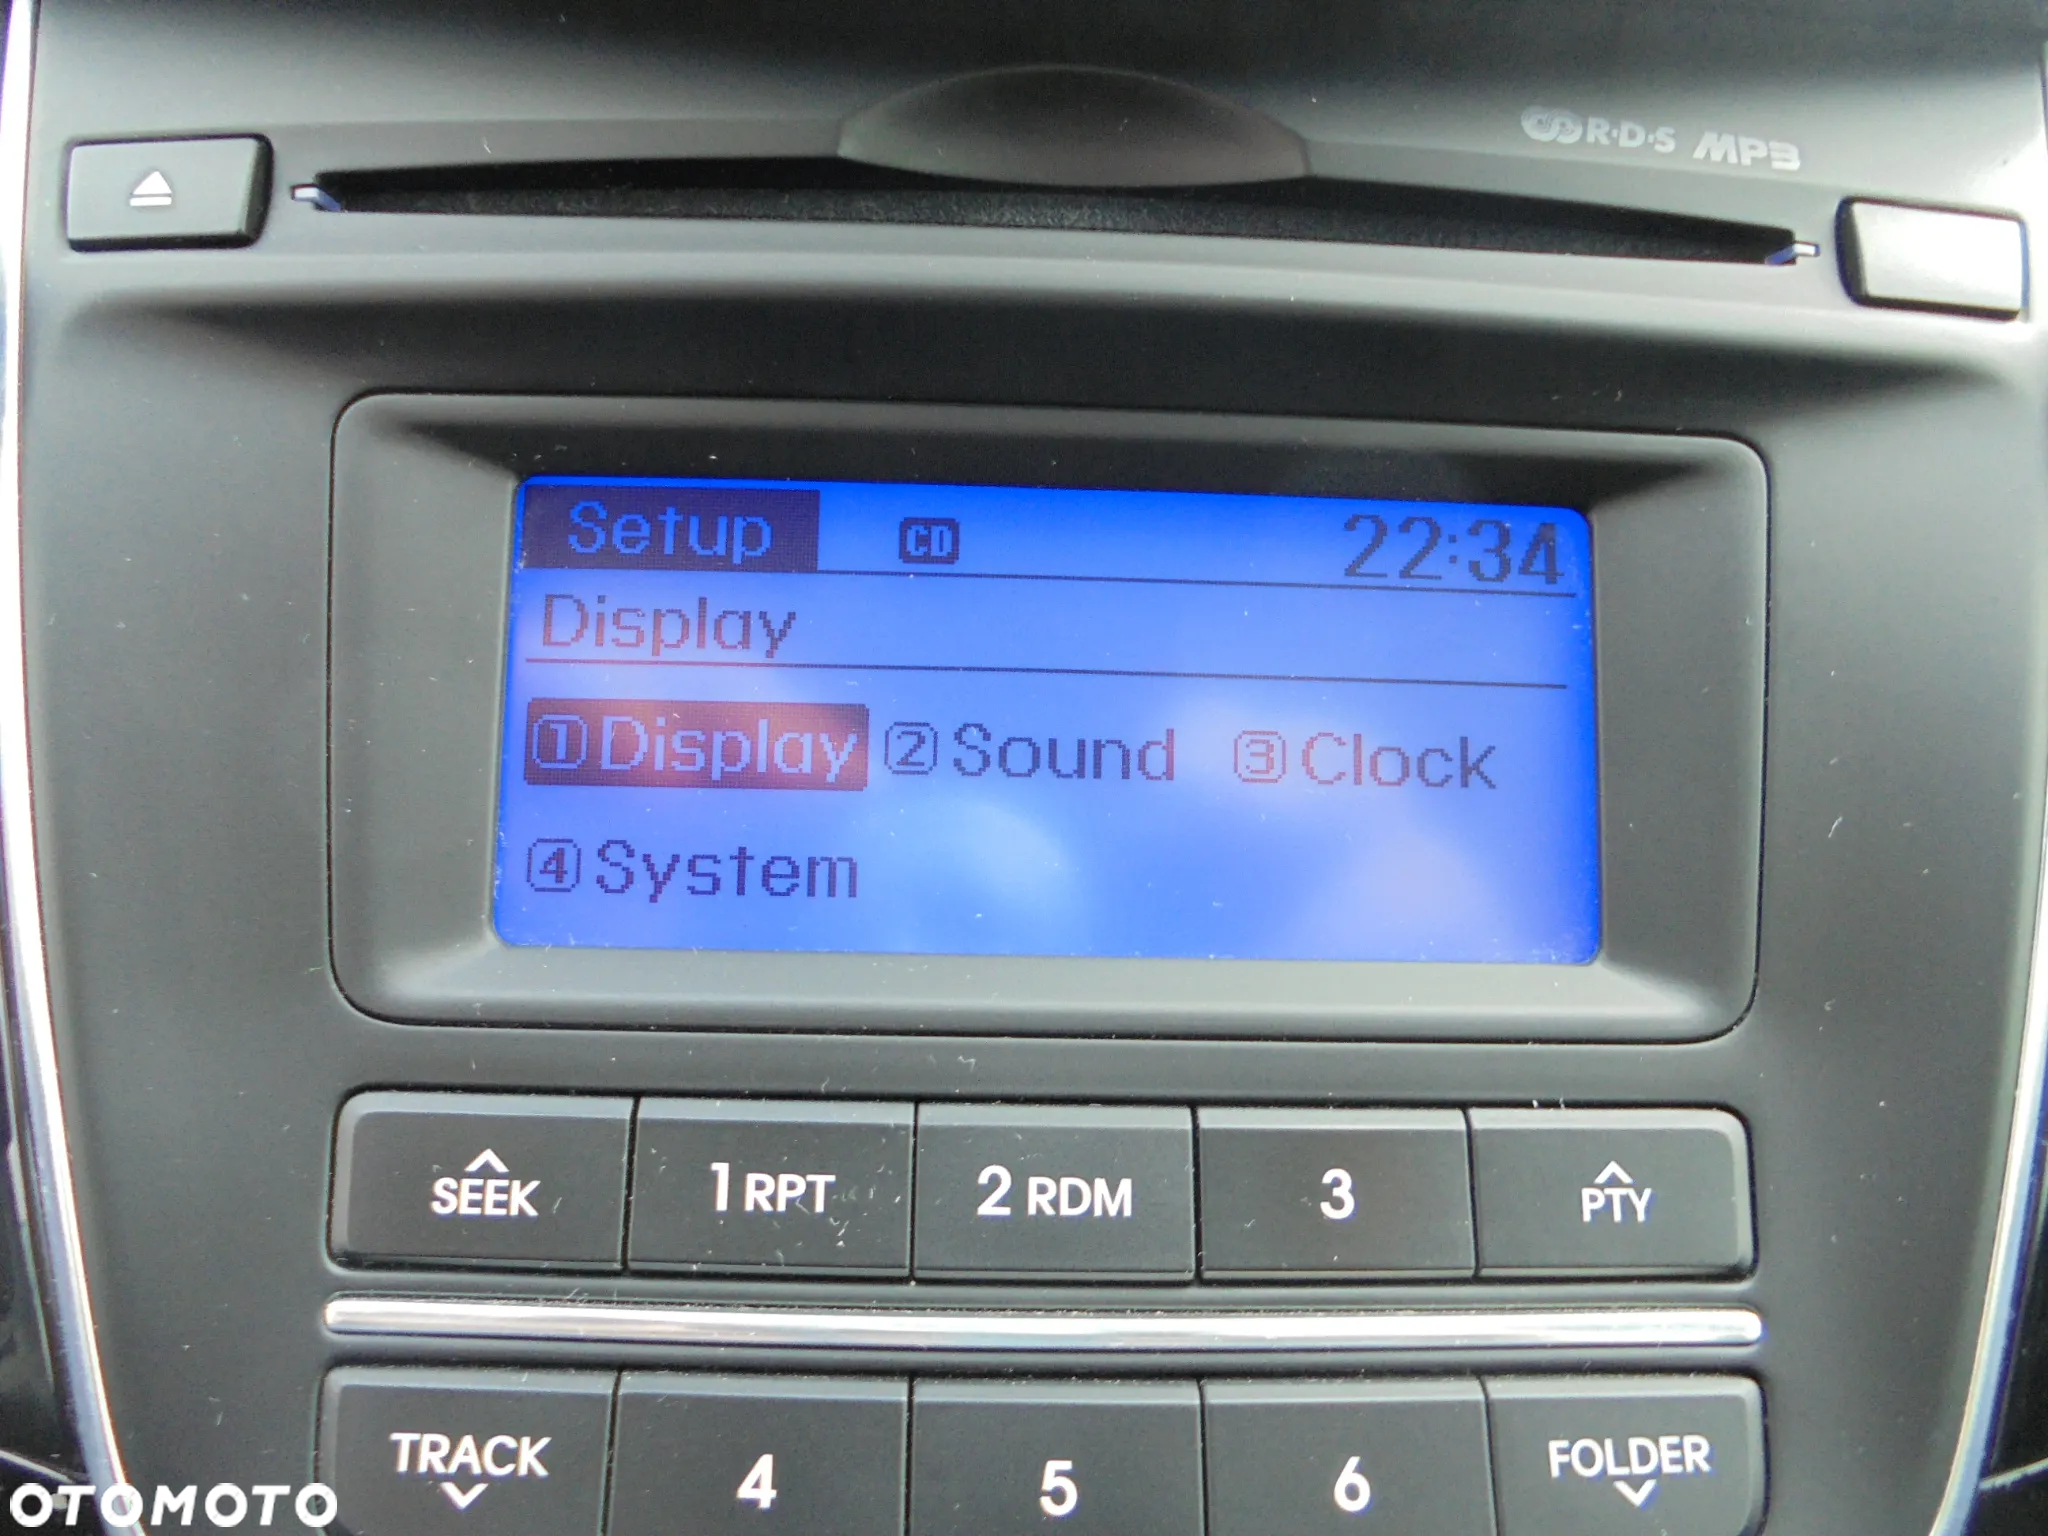 R·D·S MP3
Setup CD 22:34
Display
①Display ②Sound ③Clock
④System
SEEK 1 RPT 2 RDM 3 PTY
TRACK 4 5 6 FOLDER
OTOMOTO